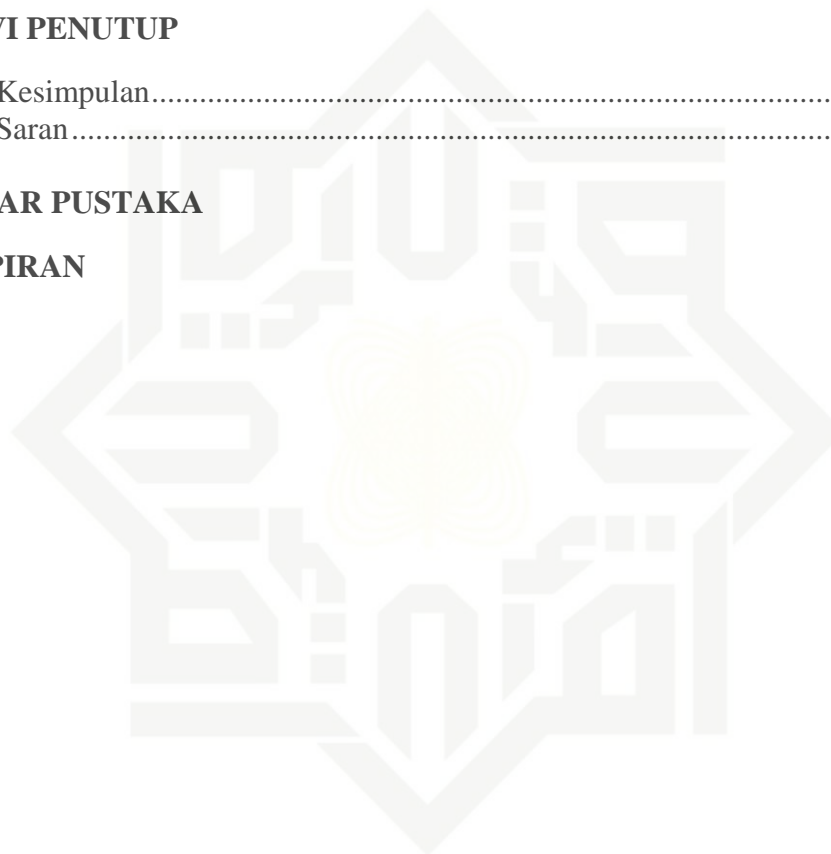 VI PENUTUP
Kesimpulan....................................................................................
Saran..............................................................................................
AR PUSTAKA
PIRAN